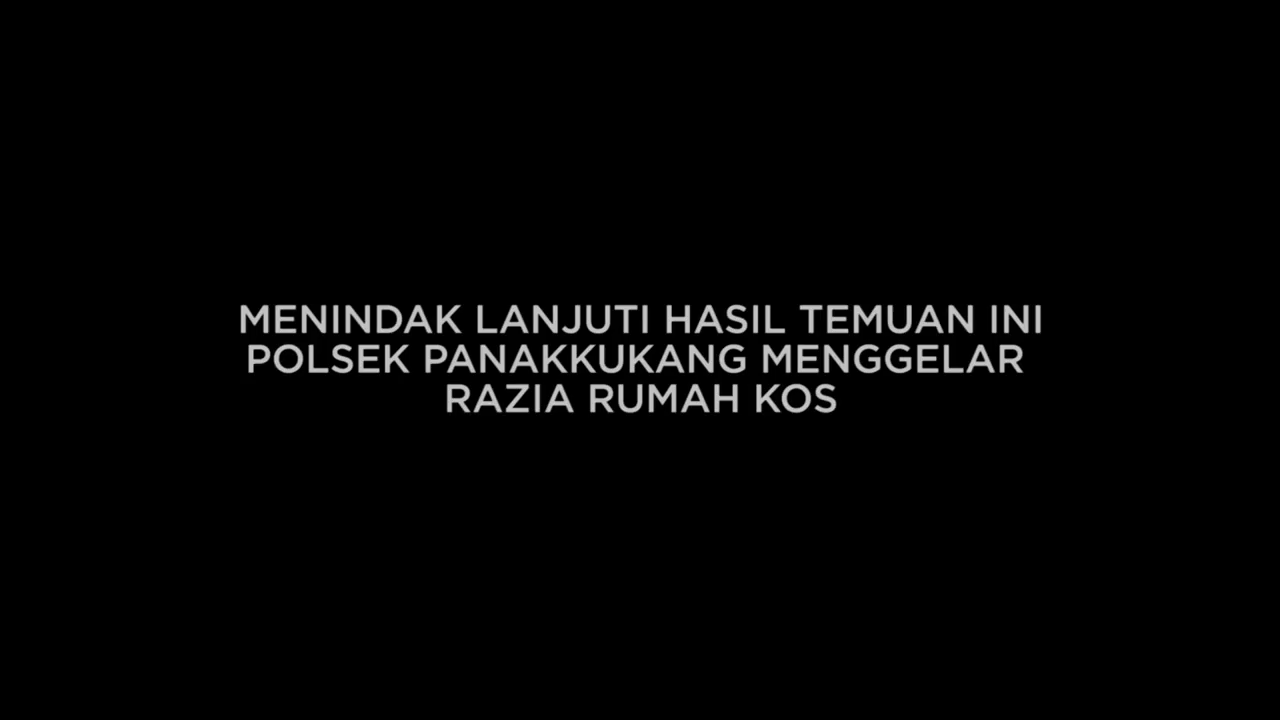 MENINDAK LANJUTI HASIL TEMUAN INI
POLSEK PANAKKUKANG MENGGELAR
RAZIA RUMAH KOS